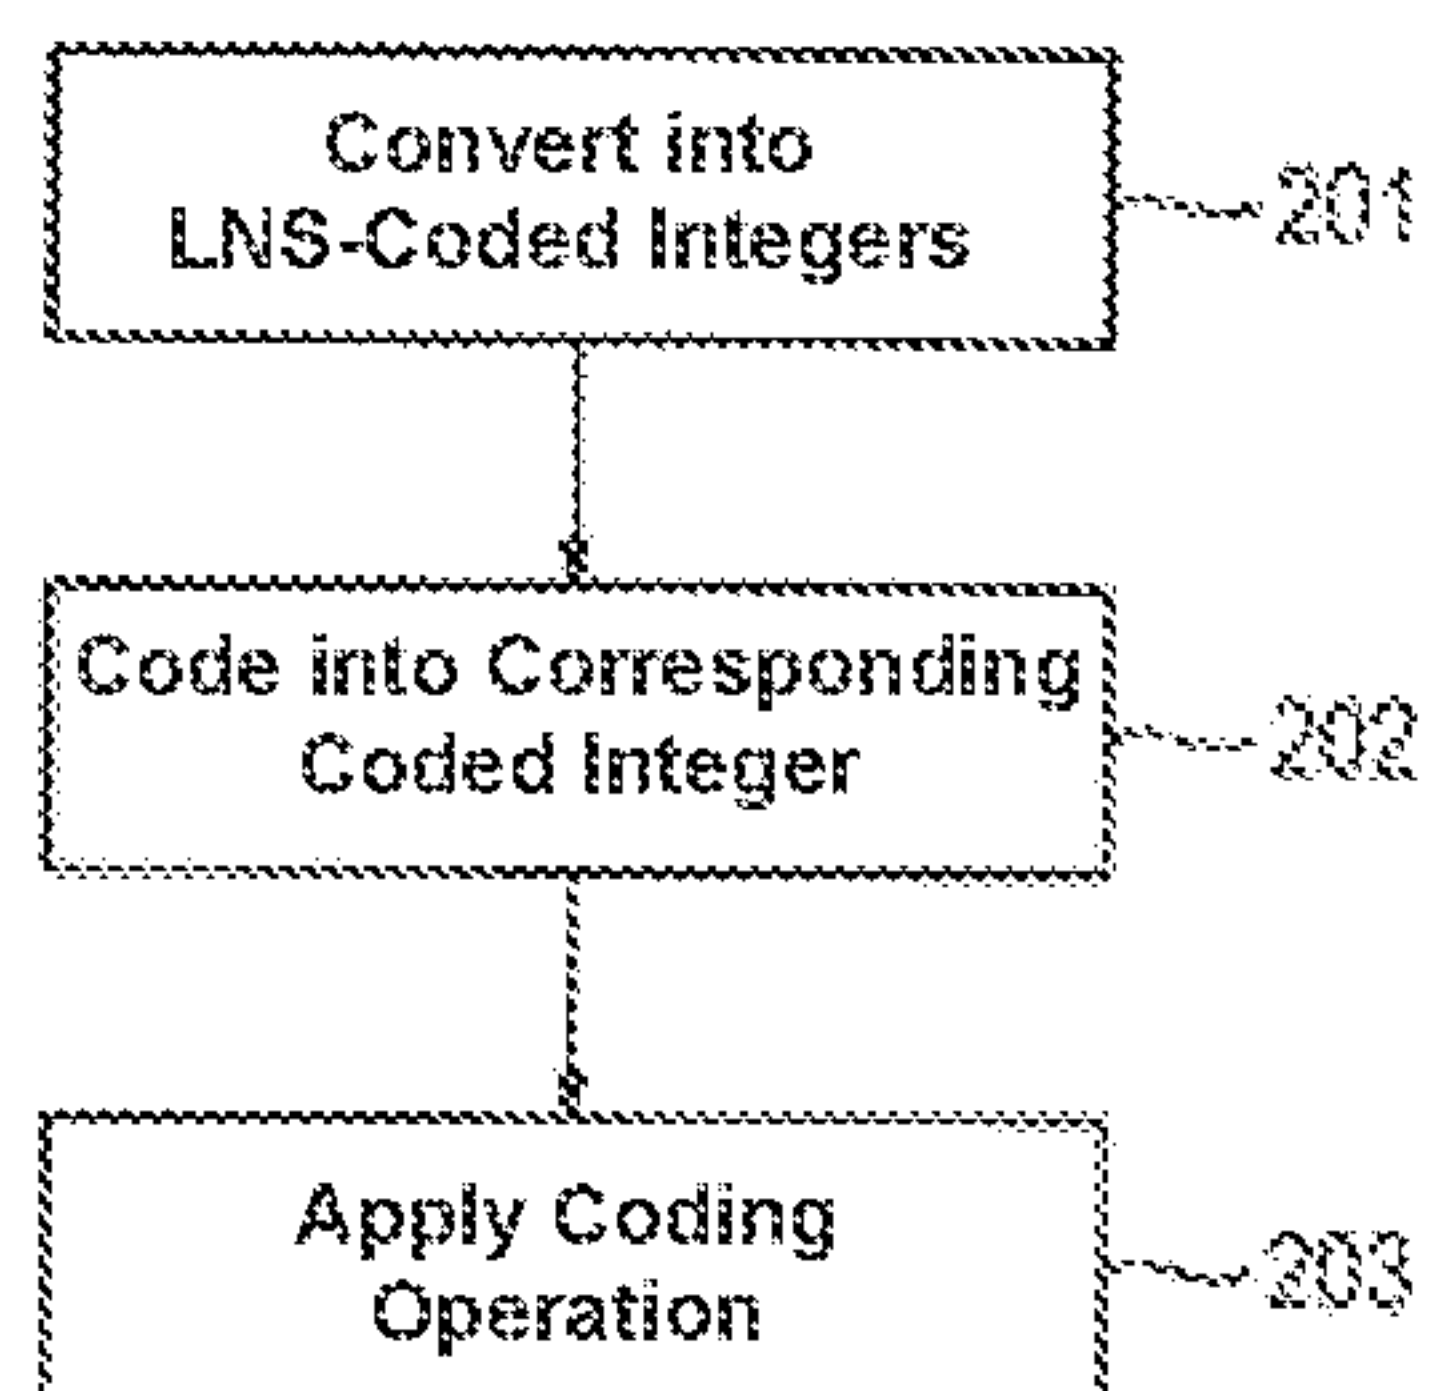 Convert into
LNS-Coded Integers
201
Code into Corresponding
Coded Integer
202
Apply Coding
Operation
203